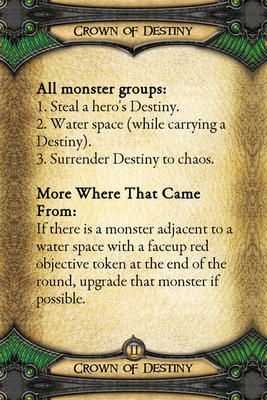 Crown of Destiny
All monster groups:
1. Steal a hero's Destiny.
2. Water space (while carrying a
Destiny).
3. Surrender Destiny to chaos.
More Where That Came
From:
If there is a monster adjacent to a
water space with a faceup red
objective token at the end of the
round, upgrade that monster if
possible.
II
Crown of Destiny